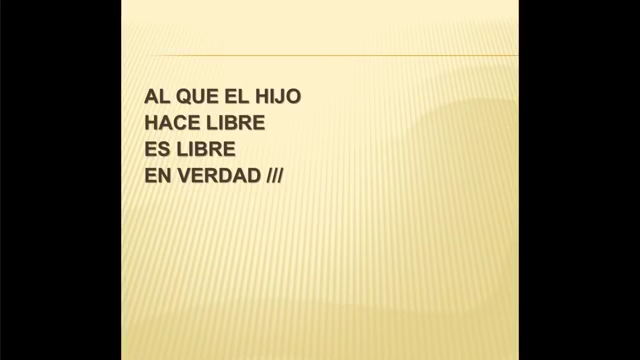 AL QUE EL HIJO
HACE LIBRE
ES LIBRE
EN VERDAD ///